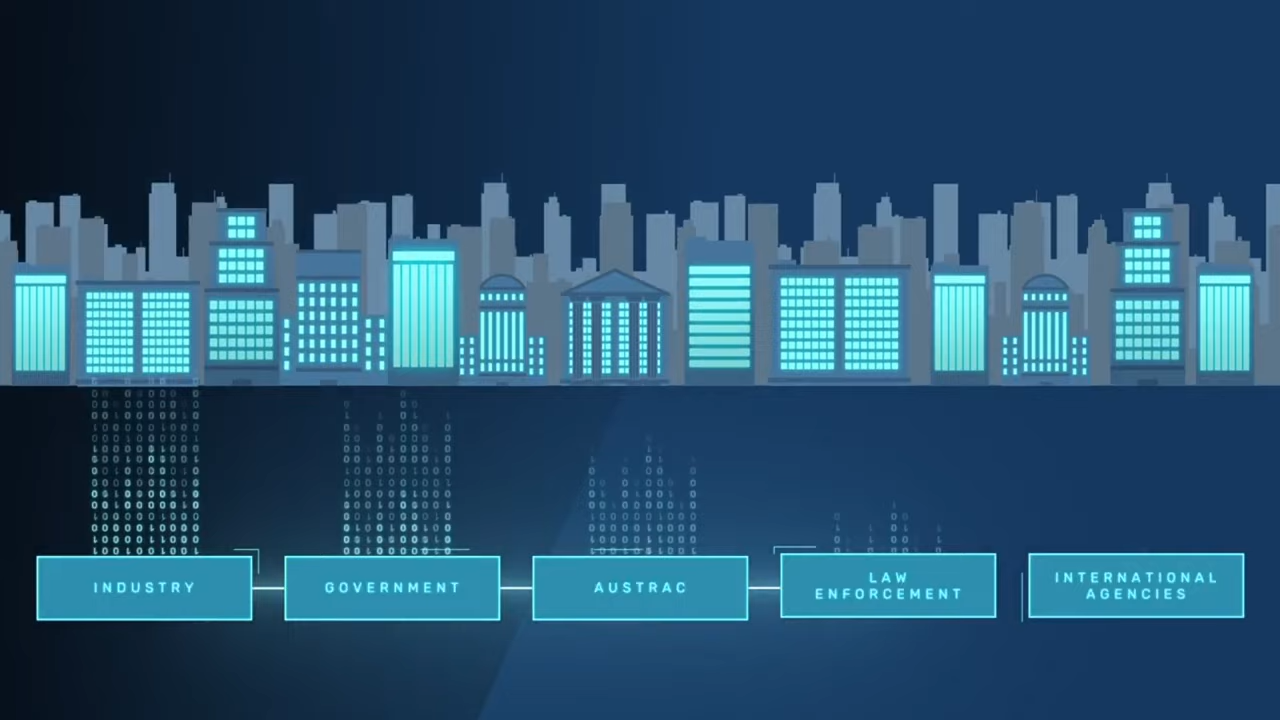 INDUSTRY
GOVERNMENT
AUSTRAC
LAW
ENFORCEMENT
INTERNATIONAL
AGENCIES